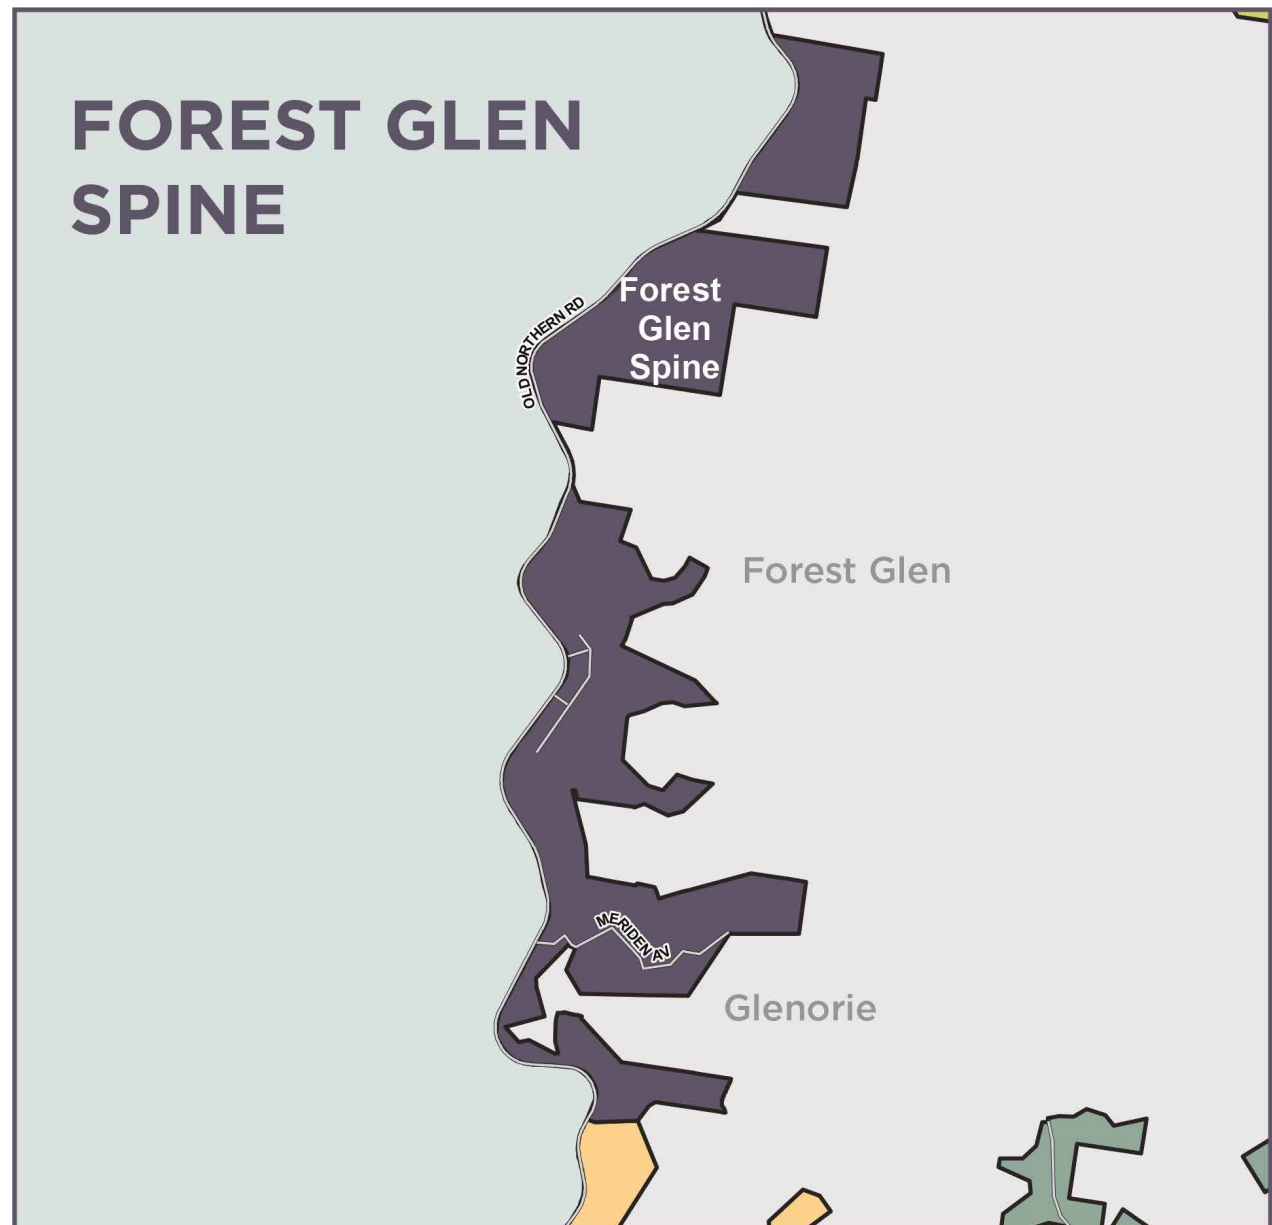 FOREST GLEN
SPINE
Forest
Glen
Spine
OLD NORTHERN RD
Forest Glen
MERIDEN AV
Glenorie